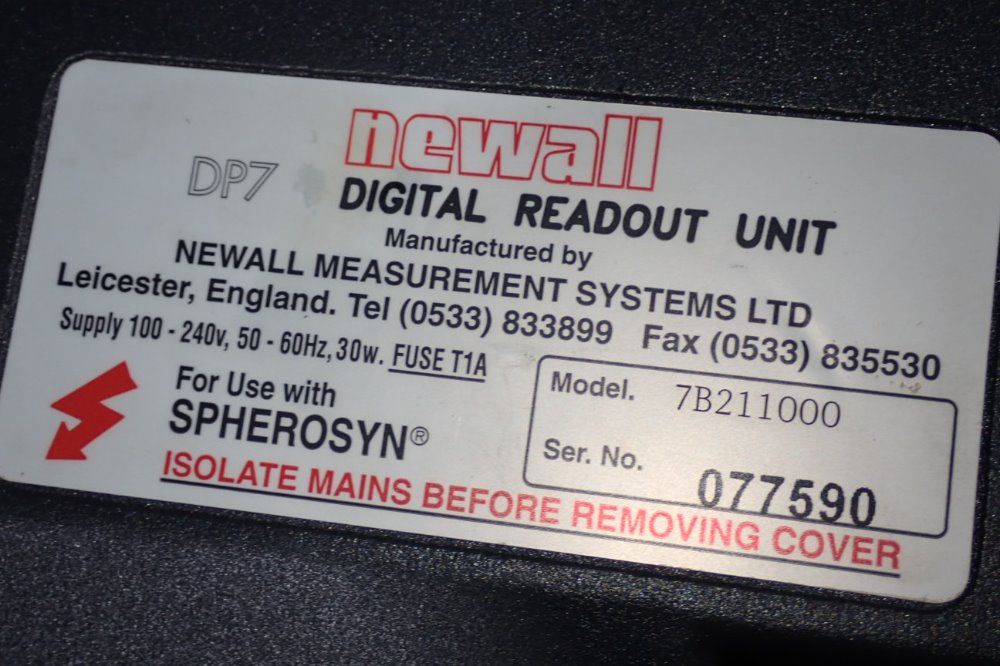 newall
DP7
DIGITAL READOUT UNIT
Manufactured by
NEWALL MEASUREMENT SYSTEMS LTD
Leicester, England. Tel (0533) 833899 Fax (0533) 835530
Supply 100 - 240v, 50 - 60Hz, 30w. FUSE T1A
For Use with
SPHEROSYN®
Model. 7B211000
Ser. No. 077590
ISOLATE MAINS BEFORE REMOVING COVER